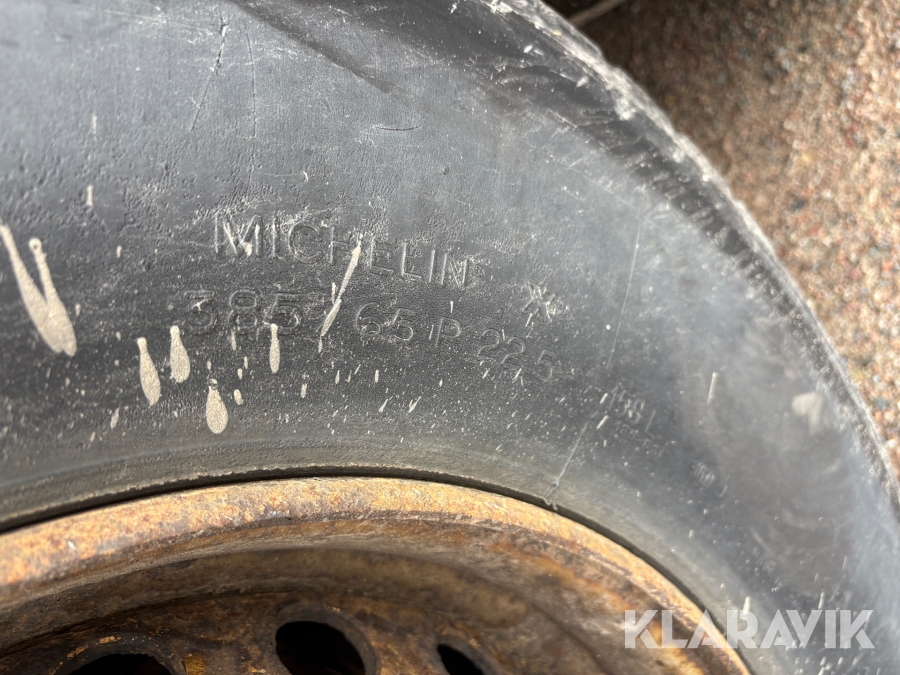 MICHELIN X
385/65 R 22.5
KLARAVIK